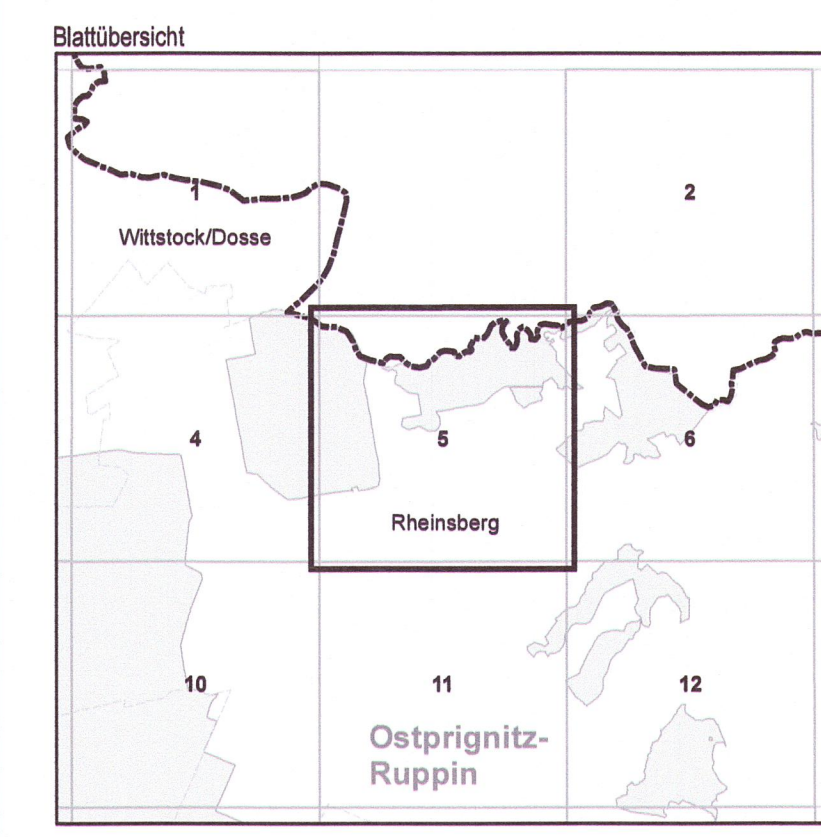 Blattübersicht
1
2
Wittstock/Dosse
4
5
6
Rheinsberg
10
11
12
Ostprignitz-
Ruppin